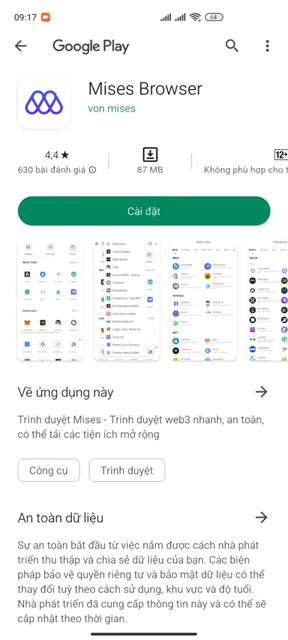 09:17
64
Google Play
Mises Browser
von mises
4,4★
630 bài đánh giá
87 MB
12+
Không phù hợp cho t
Cài đặt
Về ứng dụng này
Trình duyệt Mises - Trình duyệt web3 nhanh, an toàn,
có thể tải các tiện ích mở rộng
Công cụ
Trình duyệt
An toàn dữ liệu
Sự an toàn bắt đầu từ việc nắm được cách nhà phát
triển thu thập và chia sẻ dữ liệu của bạn. Các biện
pháp bảo vệ quyền riêng tư và bảo mật dữ liệu có thể
thay đổi tuỳ theo cách sử dụng, khu vực và độ tuổi.
Nhà phát triển đã cung cấp thông tin này và có thể sẽ
cập nhật theo thời gian.